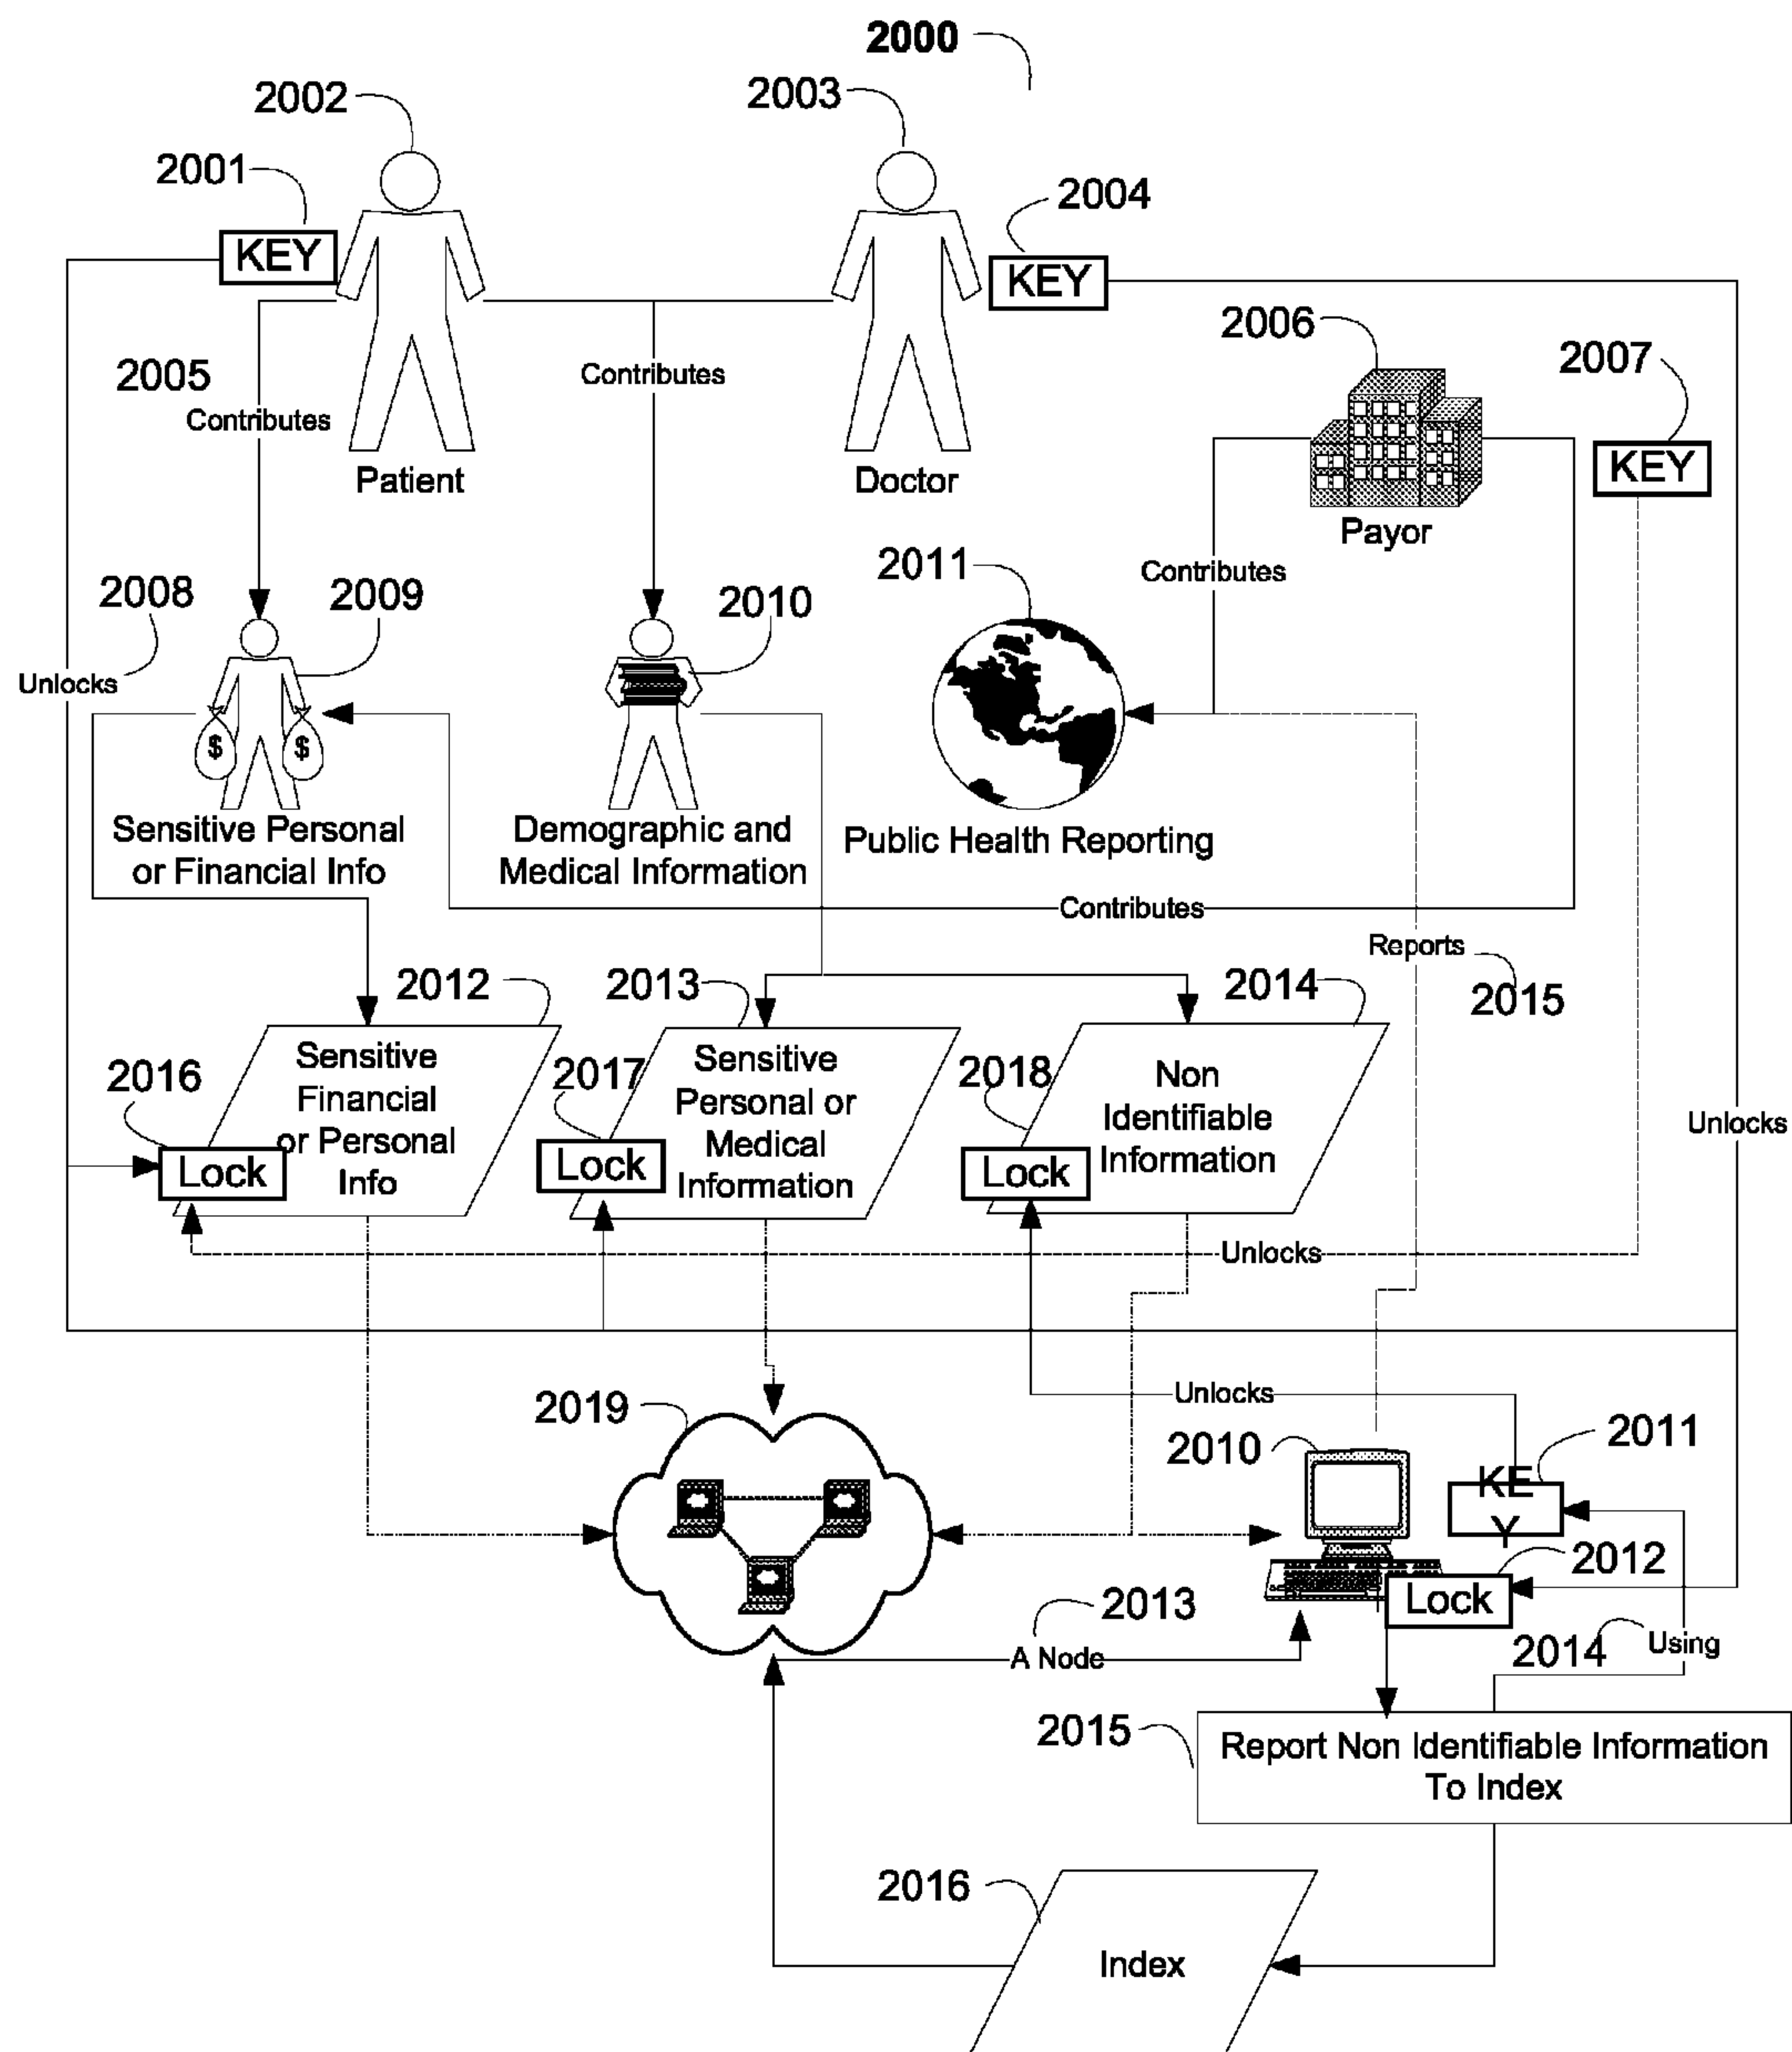 2000
2002
2003
2001
2004
KEY
KEY
2006
2007
2005
Contributes
Contributes
KEY
Patient
Doctor
Payor
2011
Contributes
2008
2009
2010
Unlocks
$
$
Sensitive Personal
or Financial Info
Demographic and
Medical Information
Public Health Reporting
Contributes
Reports
2015
2012
2013
2014
Sensitive
Financial
or Personal
Info
Sensitive
Personal or
Medical
Information
Non
Identifiable
Information
2016
2017
2018
Lock
Lock
Lock
Unlocks
Unlocks
Unlocks
2019
2010
2011
KE
Y
2012
Lock
2013
A Node
2014
Using
2015
Report Non Identifiable Information
To Index
2016
Index